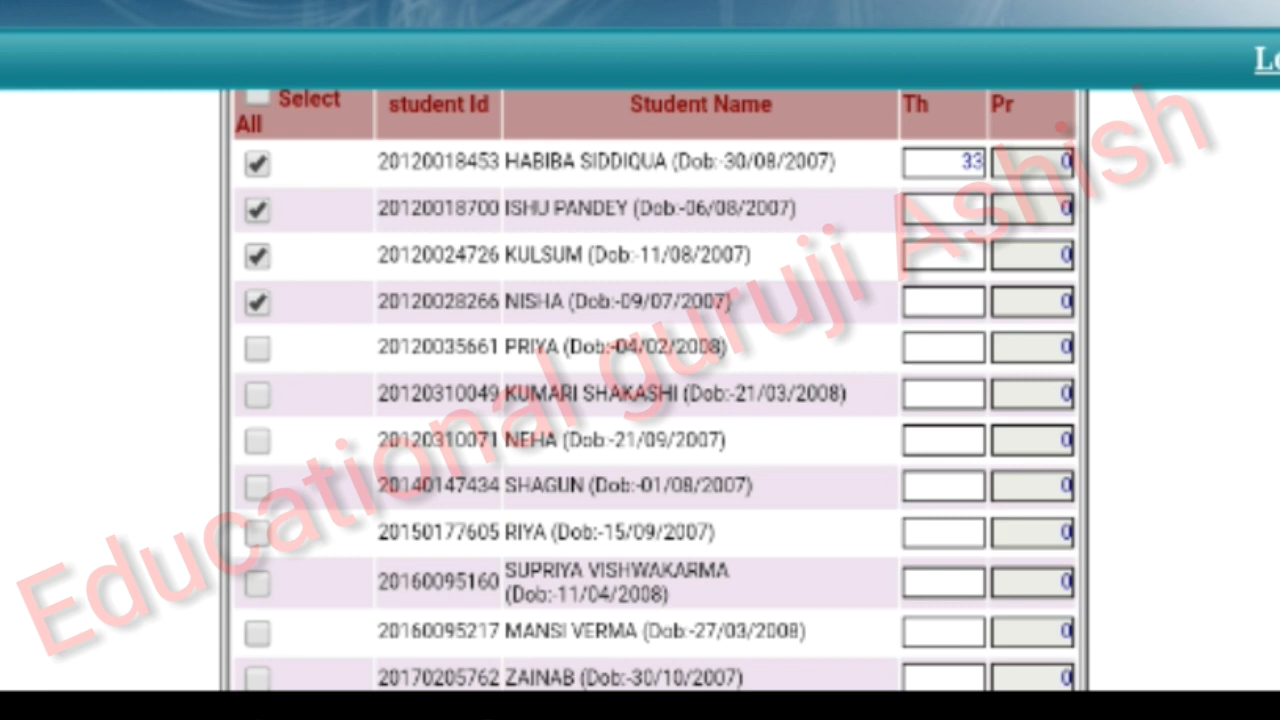 Lo
Select All student Id Student Name Th Pr
20120018453 HABIBA SIDDIQUA (Dob:-30/08/2007) 33 0
20120018700 ISHU PANDEY (Dob:-06/08/2007) 0
20120024726 KULSUM (Dob:-11/08/2007) 0
20120028266 NISHA (Dob:-09/07/2007) 0
20120035661 PRIYA (Dob:-04/02/2008) 0
20120310049 KUMARI SHAKASHI (Dob:-21/03/2008) 0
20120310071 NEHA (Dob:-21/09/2007) 0
20140147434 SHAGUN (Dob:-01/08/2007) 0
20150177605 RIYA (Dob:-15/09/2007) 0
20160095160 SUPRIYA VISHWAKARMA (Dob:-11/04/2008) 0
20160095217 MANSI VERMA (Dob:-27/03/2008) 0
20170205762 ZAINAB (Dob:-30/10/2007) 0
Educational guruji Ashish